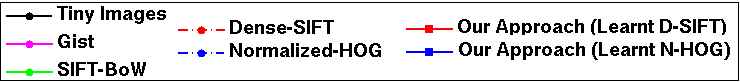 Tiny Images
Gist
SIFT-BoW
Dense-SIFT
Normalized-HOG
Our Approach (Learnt D-SIFT)
Our Approach (Learnt N-HOG)